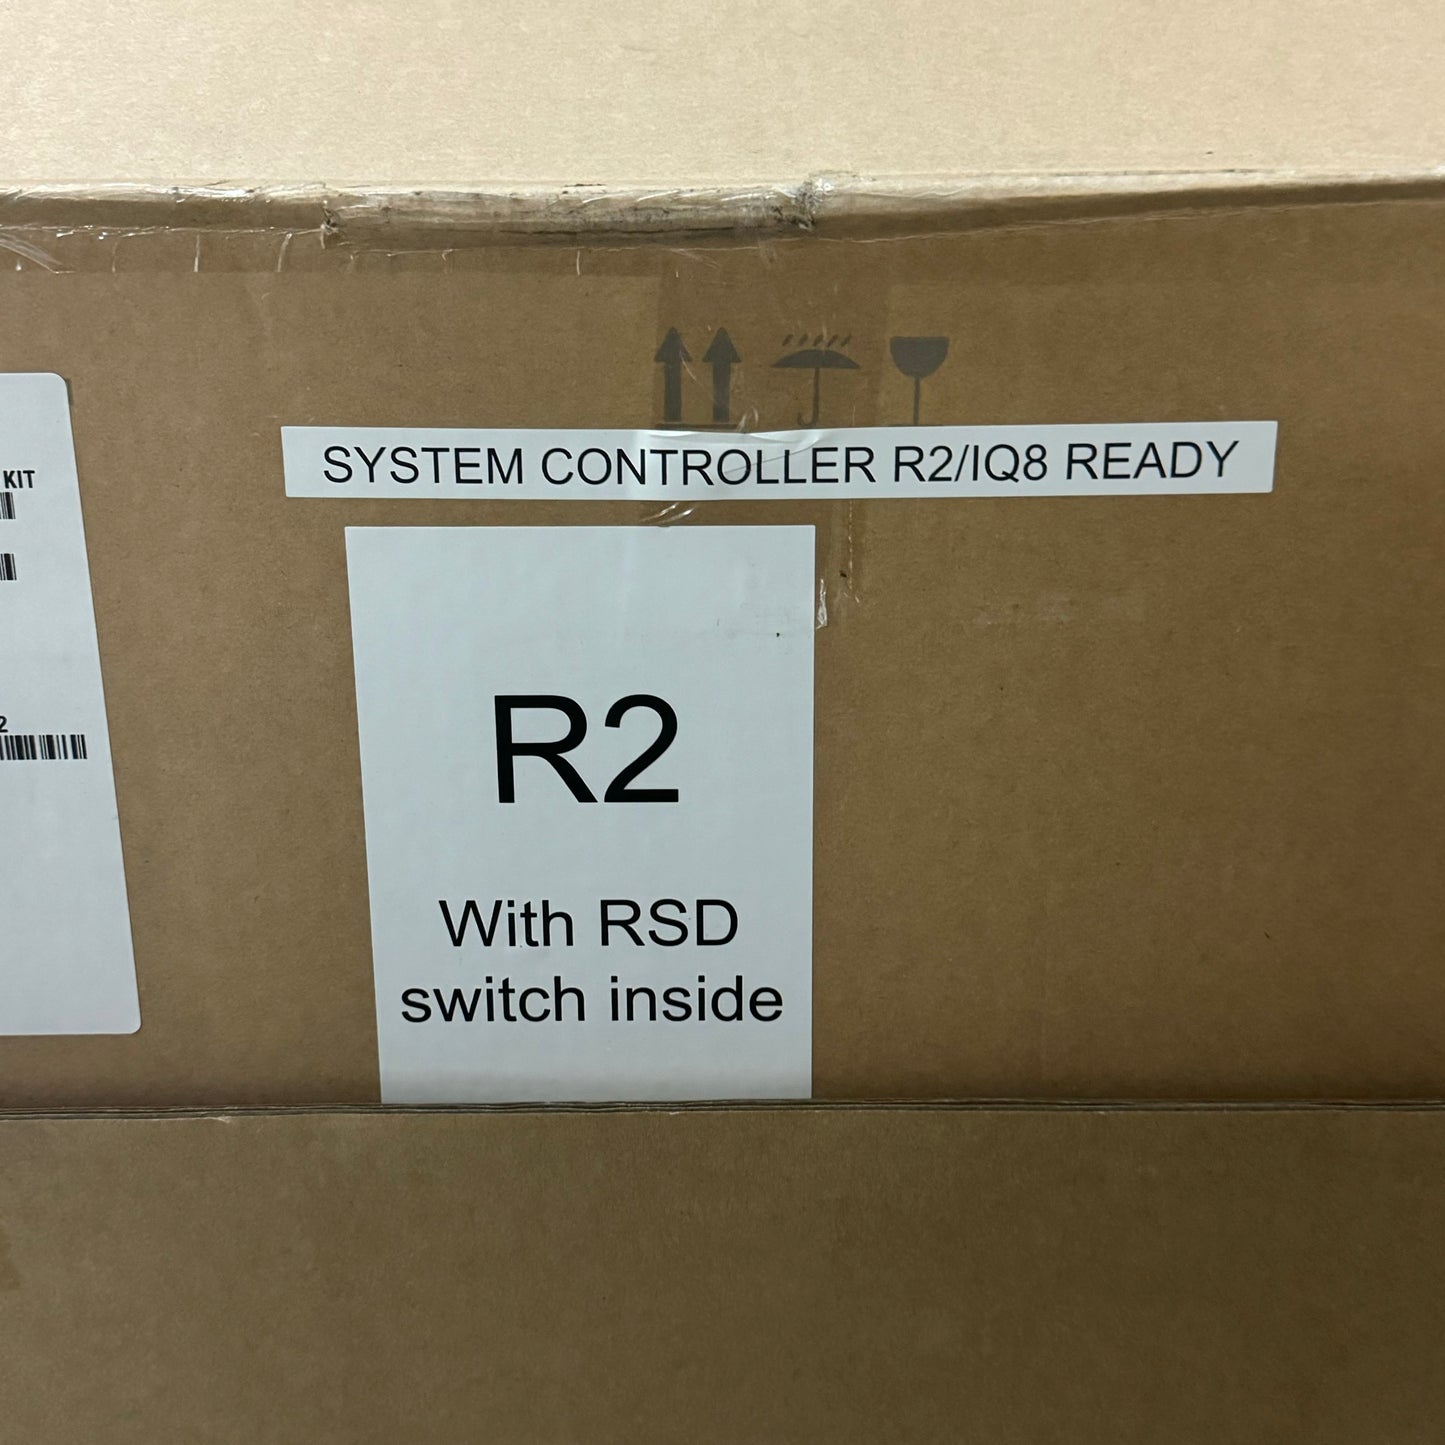 SYSTEM CONTROLLER R2/IQ8 READY
KIT
2
R2
With RSD
switch inside